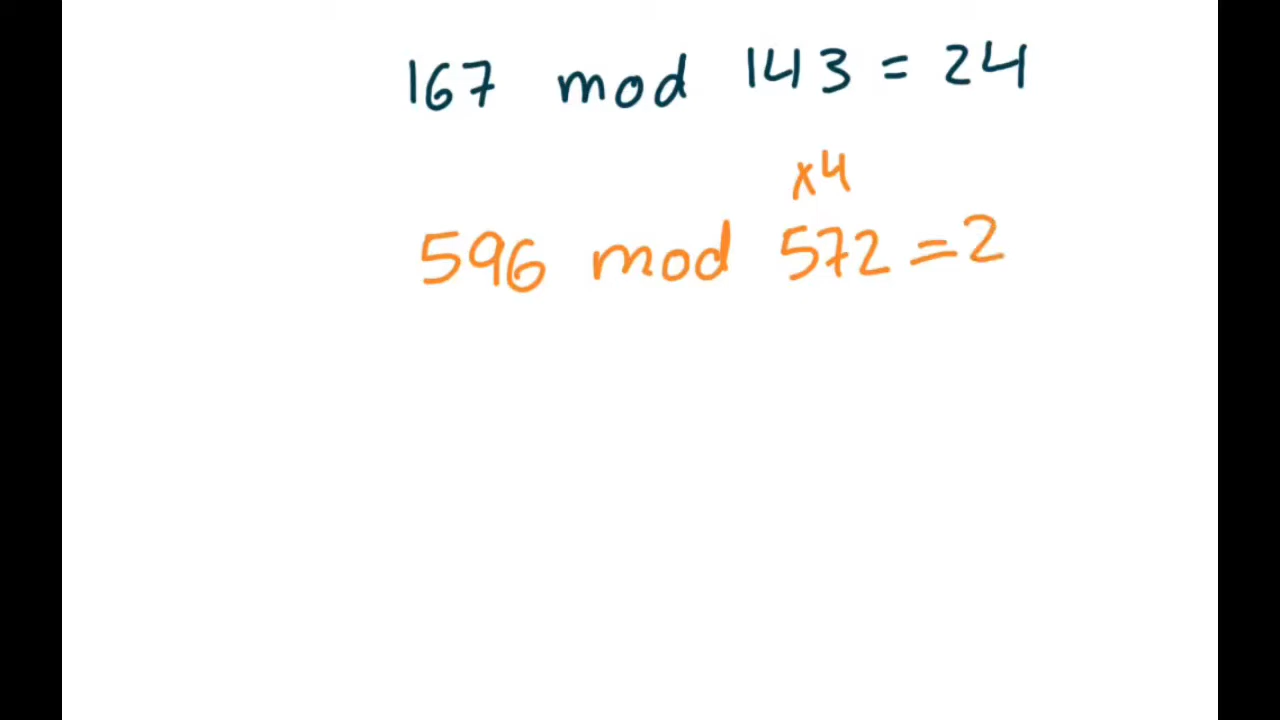 167 mod 143 = 24
x4
596 mod 572 = 2